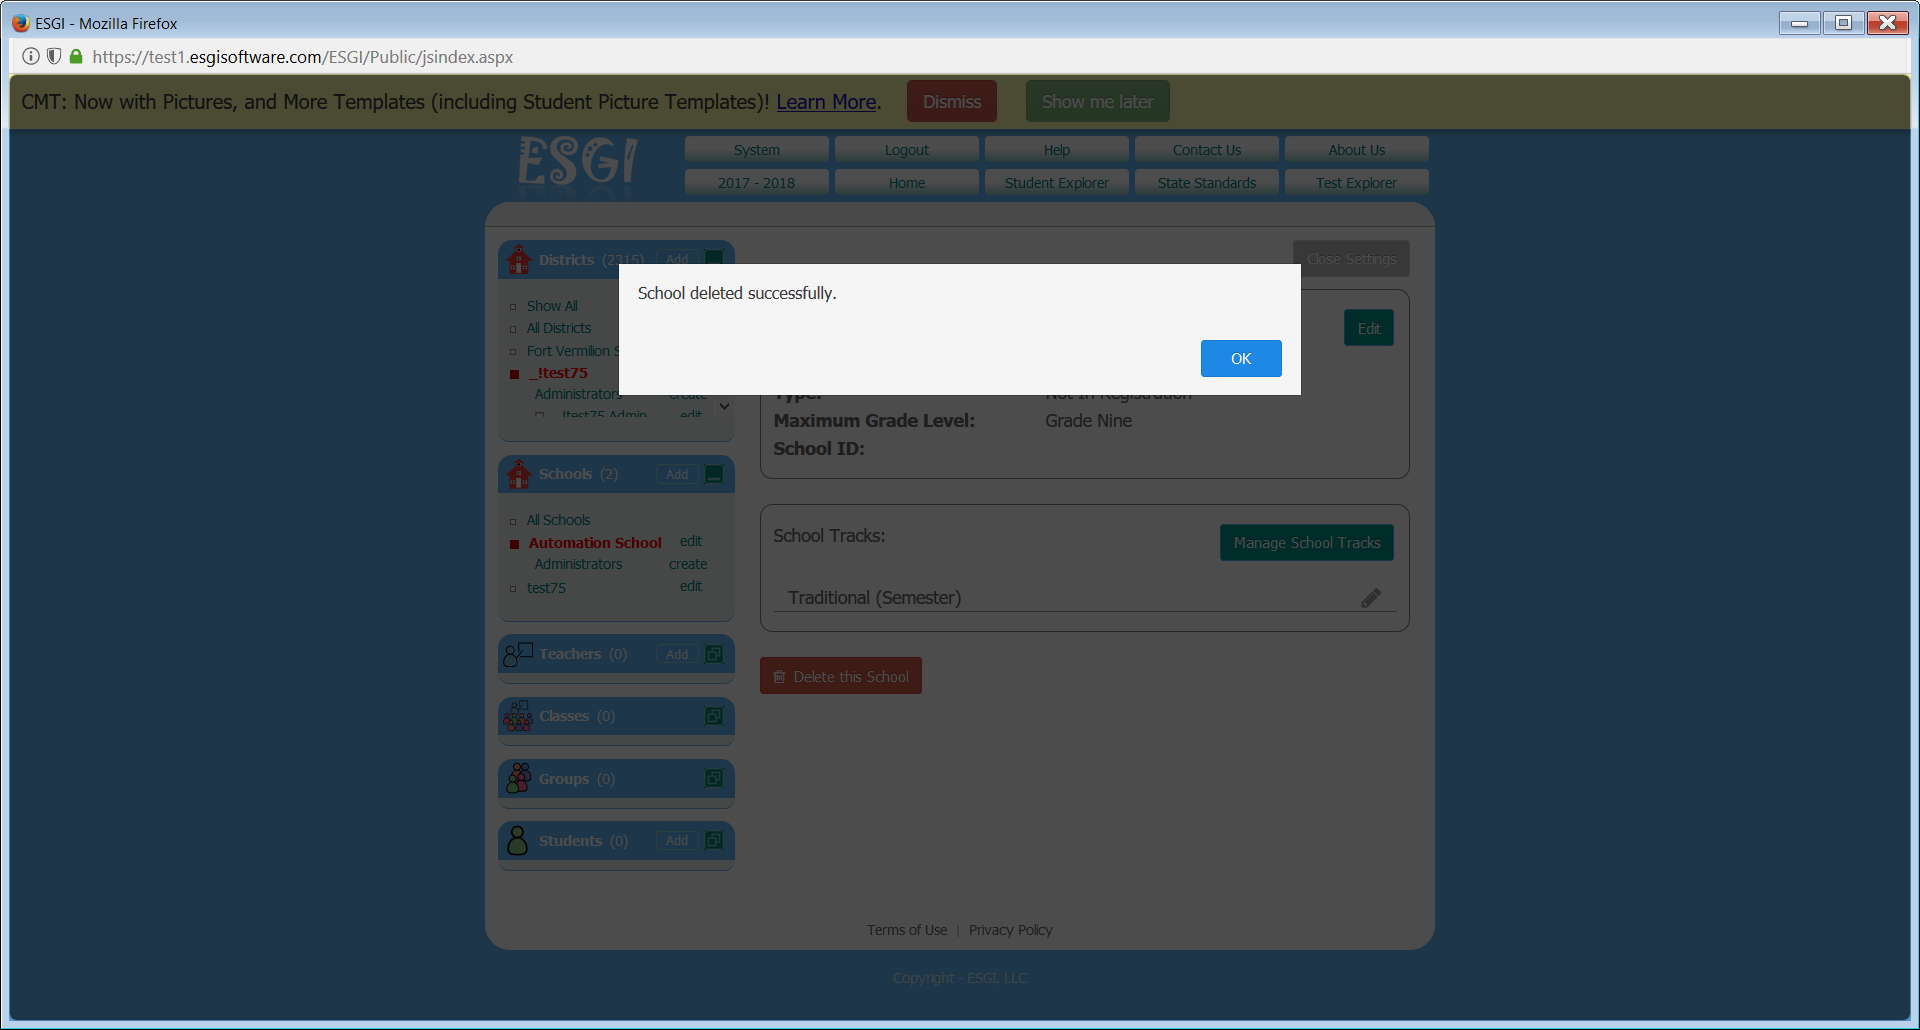 ESGI - Mozilla Firefox
https://test1.esgisoftware.com/ESGI/Public/jsindex.aspx
CMT: Now with Pictures, and More Templates (including Student Picture Templates)! Learn More. Dismiss Show me later
ESGI
System Logout Help Contact Us About Us
2017 - 2018 Home Student Explorer State Standards Test Explorer
Districts (2315) Add
Close Settings
School deleted successfully.
OK
Show All
All Districts
Fort Vermilion
_!test75
Administrators create
!test75 Admin edit
Edit
Type: Not In Registration
Maximum Grade Level: Grade Nine
School ID:
Schools (2) Add
All Schools
Automation School edit
Administrators create
test75 edit
School Tracks:
Manage School Tracks
Traditional (Semester)
Delete this School
Teachers (0) Add
Classes (0)
Groups (0)
Students (0) Add
Terms of Use | Privacy Policy
Copyright - ESGI, LLC